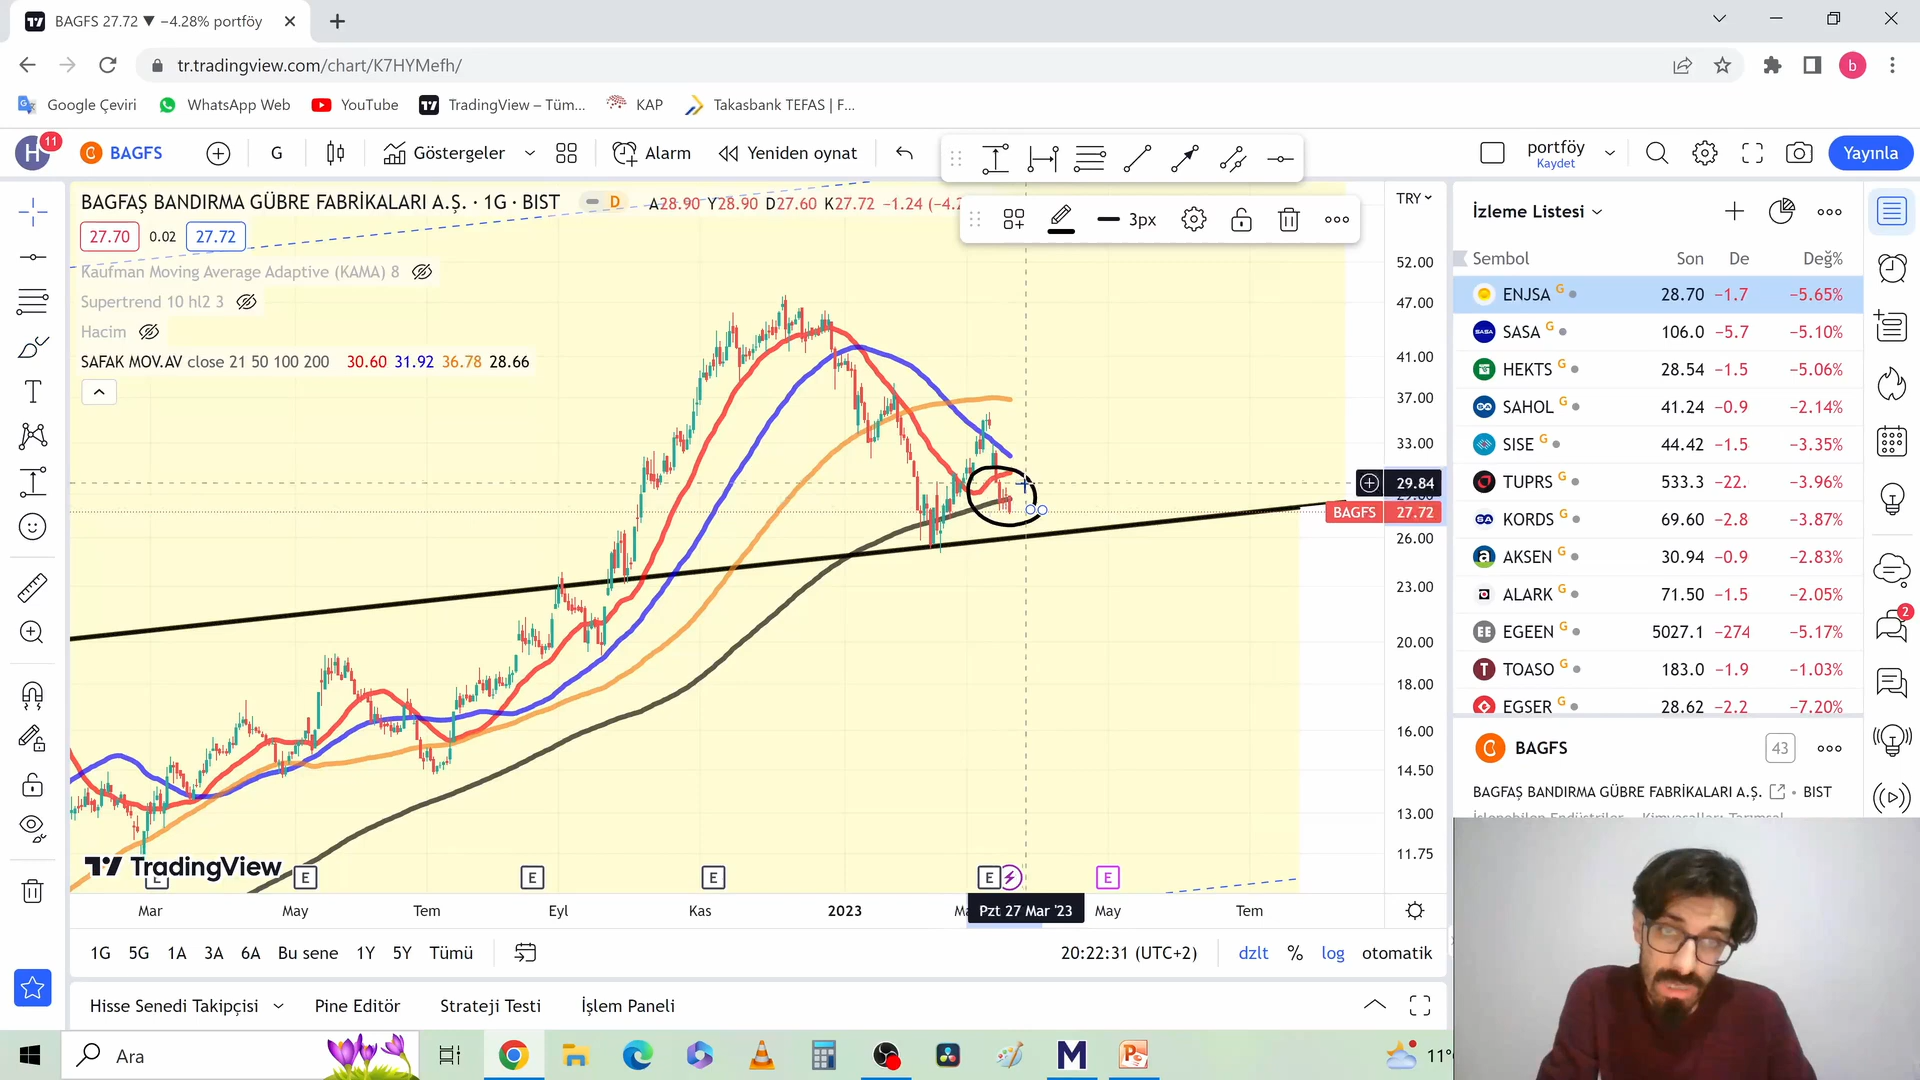 BAGFS 27.72 ▼ −4.28% portföy
tr.tradingview.com/chart/K7HYMefh/
b
Google Çeviri
WhatsApp Web
YouTube
TradingView – Tüm...
KAP
Takasbank TEFAS | F...
H
11
BAGFS
G
Göstergeler
Alarm
Yeniden oynat
portföy
Kaydet
Yayınla
BAGFAŞ BANDIRMA GÜBRE FABRİKALARI A.Ş. · 1G · BIST
D
A28.90 Y28.90 D27.60 K27.72 −1.24 (−4.2
3px
27.70
0.02
27.72
Kaufman Moving Average Adaptive (KAMA) 8
Supertrend 10 hl2 3
Hacim
SAFAK MOV.AV close 21 50 100 200 30.60 31.92 36.78 28.66
TRY
52.00
47.00
41.00
37.00
33.00
29.84
BAGFS 27.72
26.00
23.00
20.00
18.00
16.00
14.50
13.00
11.75
TradingView
E
E
E
E
E
E
Mar
May
Tem
Eyl
Kas
2023
Pzt 27 Mar '23
May
Tem
1G
5G
1A
3A
6A
Bu sene
1Y
5Y
Tümü
20:22:31 (UTC+2)
dzlt
%
log
otomatik
Hisse Senedi Takipçisi
Pine Editör
Strateji Testi
İşlem Paneli
İzleme Listesi
Sembol Son De Değ%
ENJSA G 28.70 −1.7 −5.65%
SASA G 106.0 −5.7 −5.10%
HEKTS G 28.54 −1.5 −5.06%
SAHOL G 41.24 −0.9 −2.14%
SISE G 44.42 −1.5 −3.35%
TUPRS G 533.3 −22. −3.96%
KORDS G 69.60 −2.8 −3.87%
AKSEN G 30.94 −0.9 −2.83%
ALARK G 71.50 −1.5 −2.05%
EE EGEEN G 5027.1 −274 −5.17%
T TOASO G 183.0 −1.9 −1.03%
EGSER G 28.62 −2.2 −7.20%
2
BAGFS
43
BAGFAŞ BANDIRMA GÜBRE FABRİKALARI A.Ş. • BIST
Ara
11°